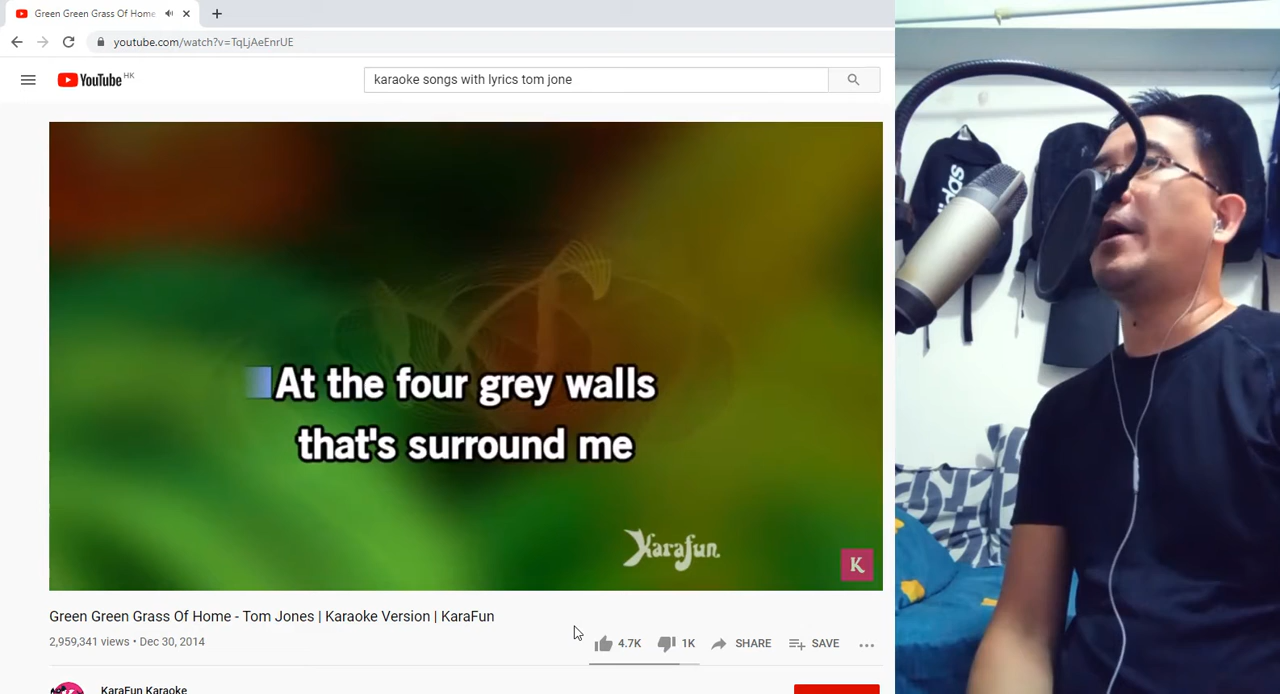 Green Green Grass Of Home
youtube.com/watch?v=TqLjAeEnrUE
YouTube HK
karaoke songs with lyrics tom jone
At the four grey walls
that's surround me
Karafun
K
Green Green Grass Of Home - Tom Jones | Karaoke Version | KaraFun
2,959,341 views • Dec 30, 2014
4.7K
1K
SHARE
SAVE
KaraFun Karaoke
adidas